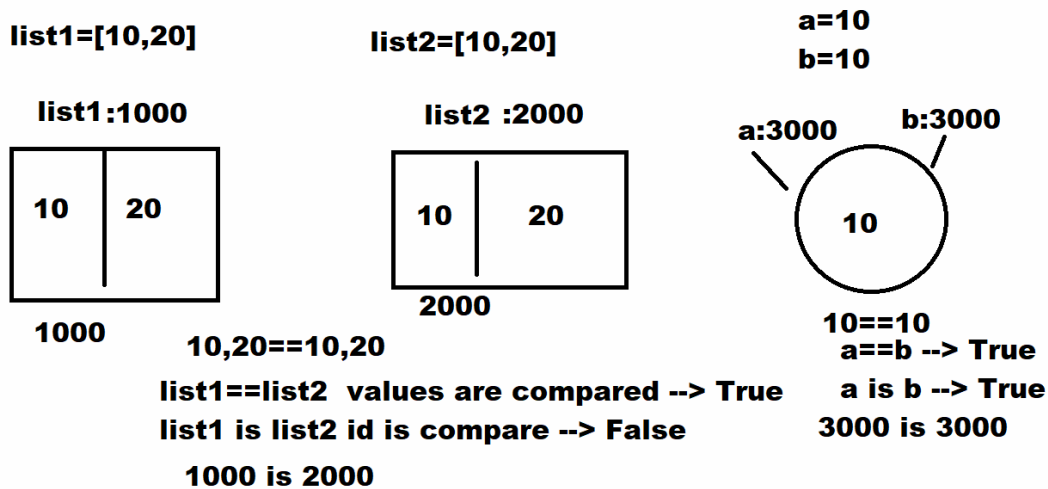 list1=[10,20]
list2=[10,20]
a=10
b=10
list1:1000
list2 :2000
a:3000
b:3000
10
20
10
20
10
1000
2000
10,20==10,20
list1==list2 values are compared --> True
list1 is list2 id is compare --> False
1000 is 2000
10==10
a==b --> True
a is b --> True
3000 is 3000